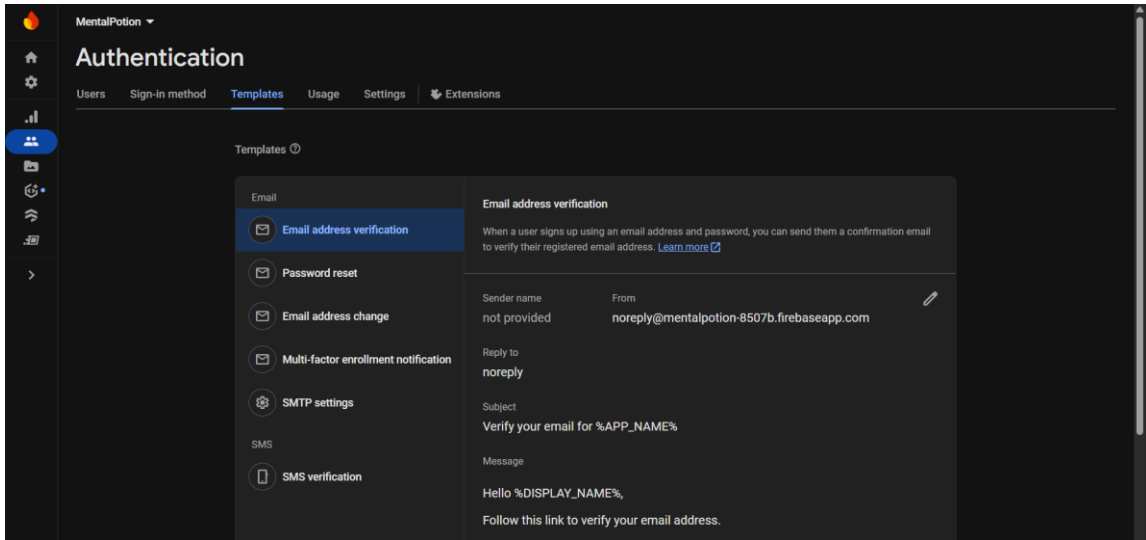 MentalPotion
Authentication
Users Sign-in method Templates Usage Settings Extensions
Templates
Email
Email address verification
Password reset
Email address change
Multi-factor enrollment notification
SMTP settings
SMS
SMS verification
Email address verification
When a user signs up using an email address and password, you can send them a confirmation email
to verify their registered email address. Learn more
Sender name From
not provided noreply@mentalpotion-8507b.firebaseapp.com
Reply to
noreply
Subject
Verify your email for %APP_NAME%
Message
Hello %DISPLAY_NAME%,
Follow this link to verify your email address.